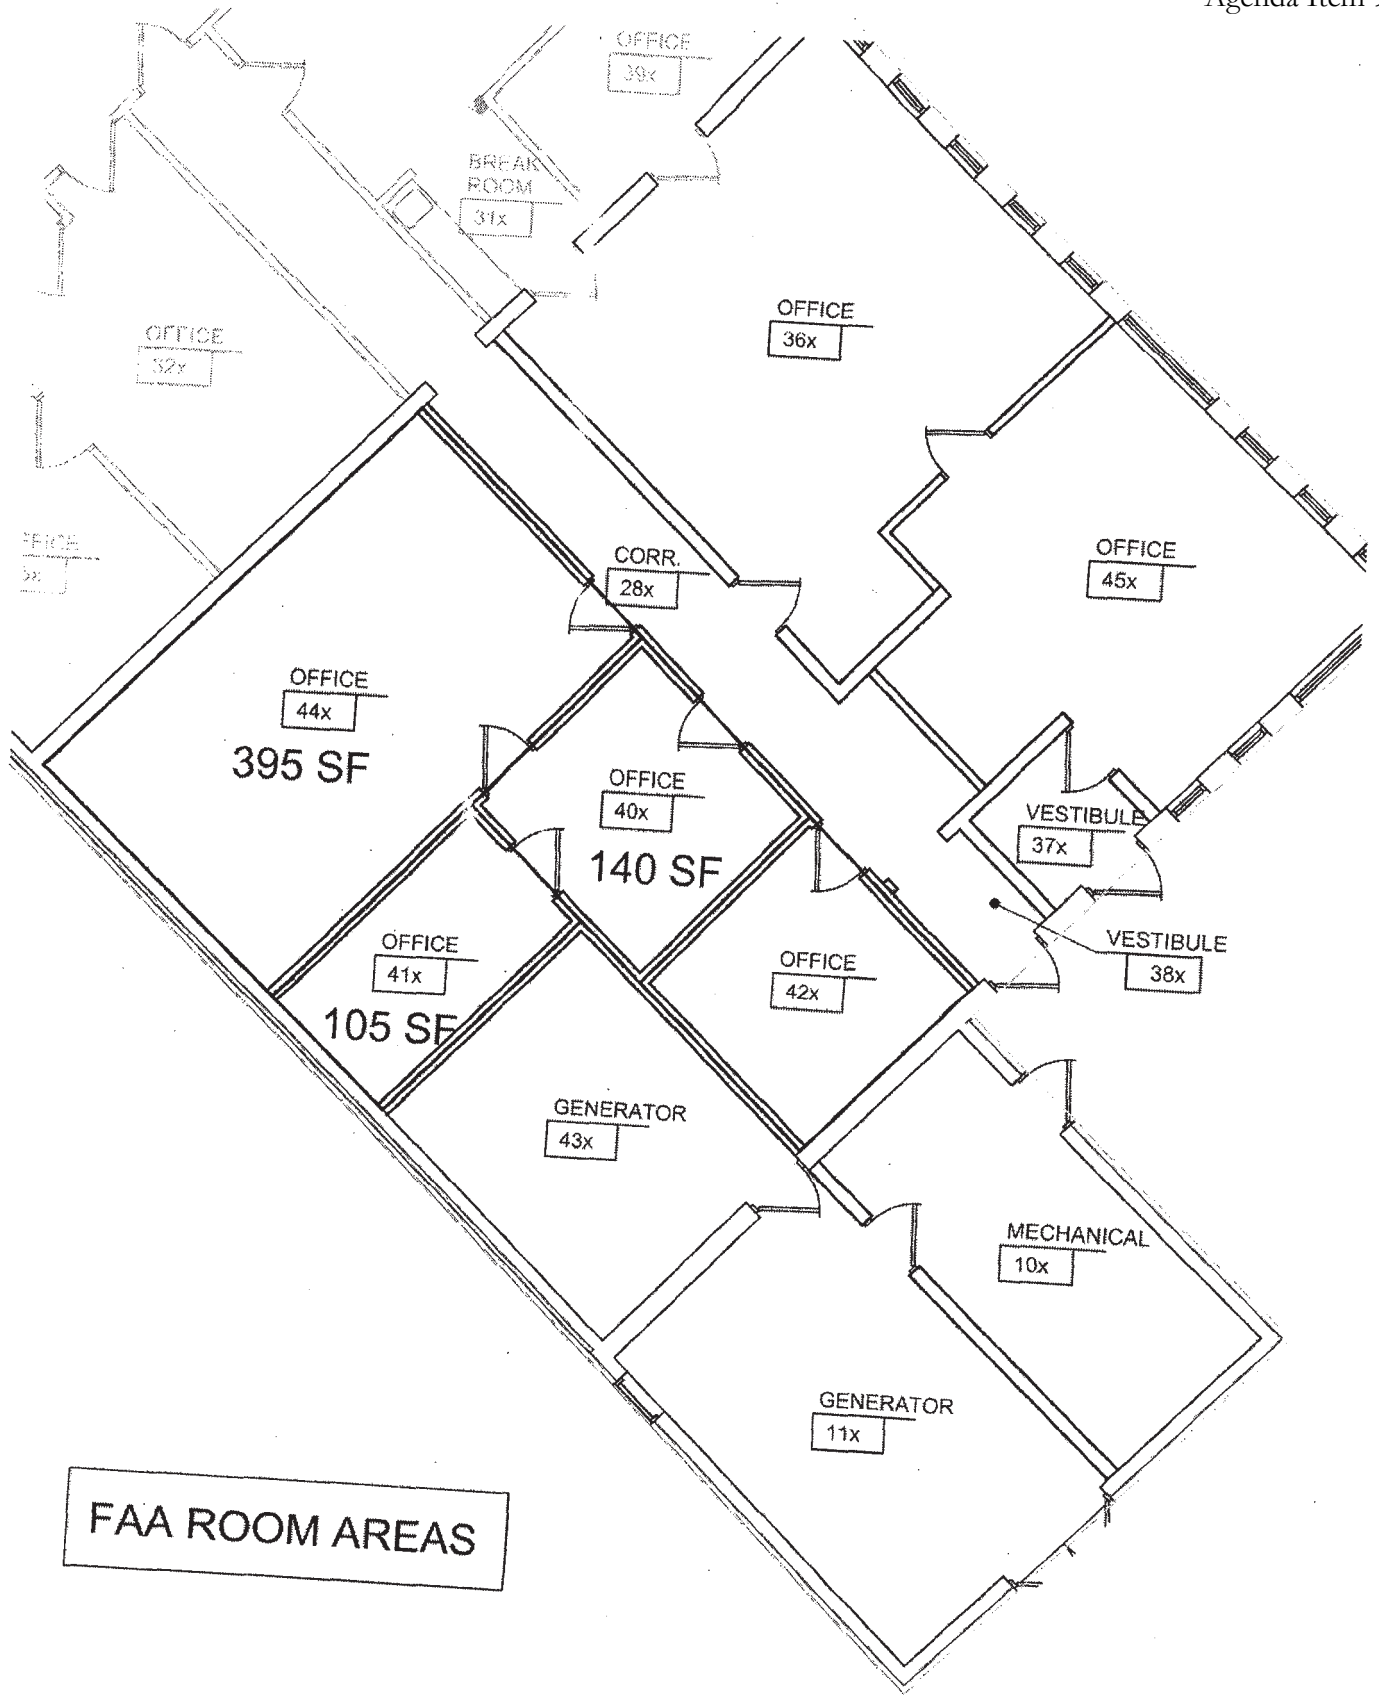 Agenda Item
OFFICE
39x
BREAK
ROOM
31x
OFFICE
36x
OFFICE
32x
OFFICE
45x
CORR.
28x
OFFICE
44x
395 SF
OFFICE
40x
140 SF
VESTIBULE
37x
OFFICE
41x
105 SF
OFFICE
42x
VESTIBULE
38x
GENERATOR
43x
MECHANICAL
10x
GENERATOR
11x
FAA ROOM AREAS